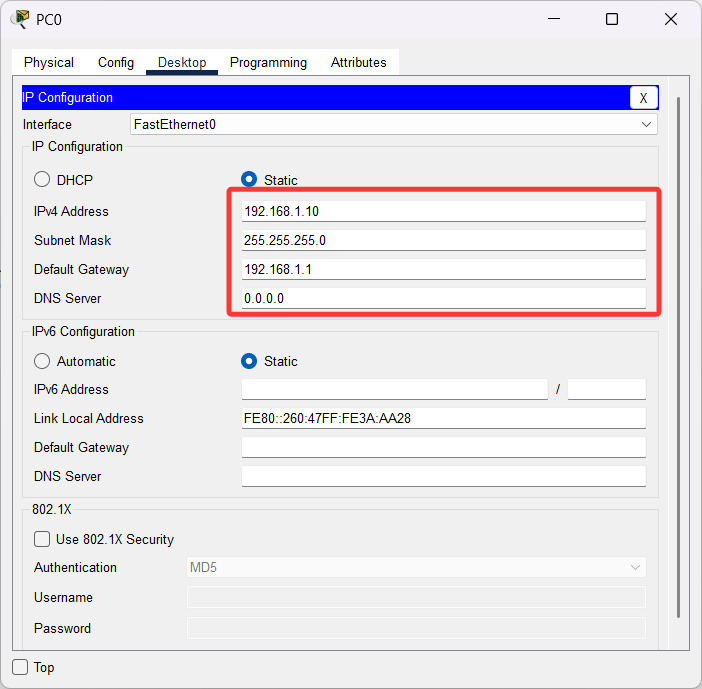 PC0
Physical Config Desktop Programming Attributes
IP Configuration X
Interface FastEthernet0
IP Configuration
DHCP Static
IPv4 Address 192.168.1.10
Subnet Mask 255.255.255.0
Default Gateway 192.168.1.1
DNS Server 0.0.0.0
IPv6 Configuration
Automatic Static
IPv6 Address /
Link Local Address FE80::260:47FF:FE3A:AA28
Default Gateway
DNS Server
802.1X
Use 802.1X Security
Authentication MD5
Username
Password
Top